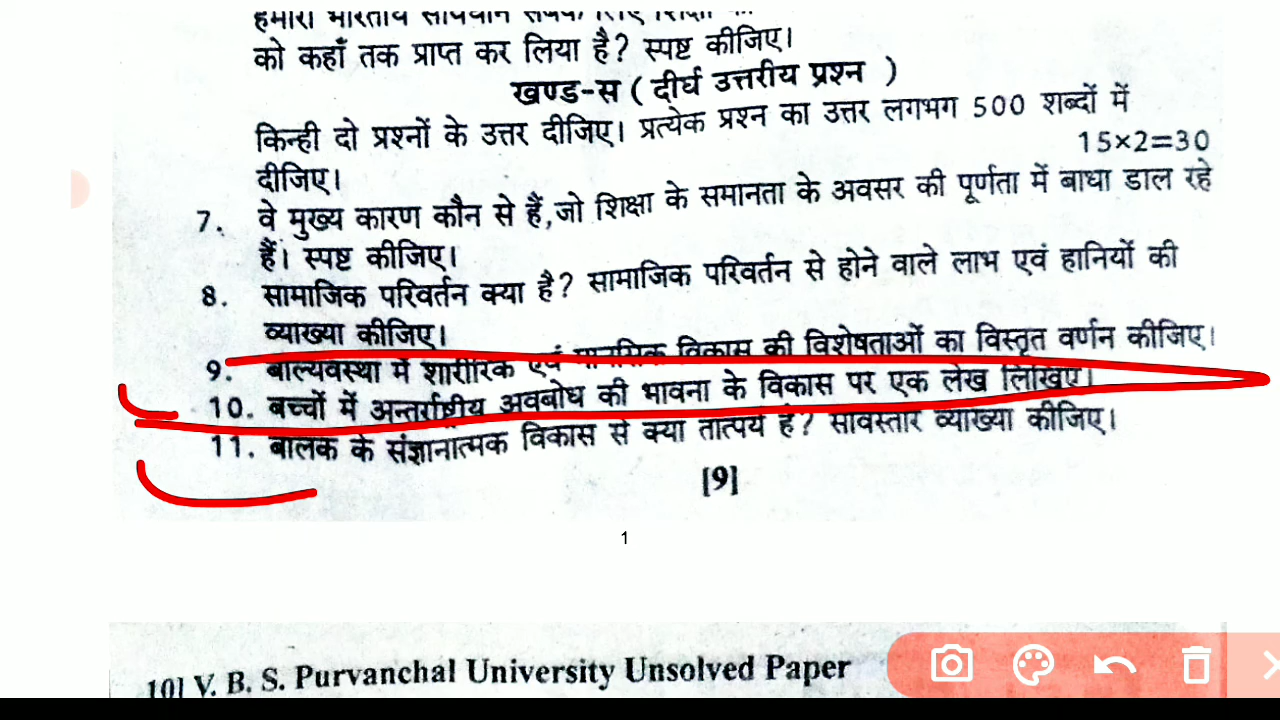 हमारा भारतीय संविधान
को कहाँ तक प्राप्त कर लिया है? स्पष्ट कीजिए।
खण्ड-स ( दीर्घ उत्तरीय प्रश्न )
किन्ही दो प्रश्नों के उत्तर दीजिए। प्रत्येक प्रश्न का उत्तर लगभग 500 शब्दों में
दीजिए। 15×2=30
7. वे मुख्य कारण कौन से हैं,जो शिक्षा के समानता के अवसर की पूर्णता में बाधा डाल रहे
हैं। स्पष्ट कीजिए।
8. सामाजिक परिवर्तन क्या है? सामाजिक परिवर्तन से होने वाले लाभ एवं हानियों की
व्याख्या कीजिए।
9. बाल्यवस्था में शारीरिक एवं मानसिक विकास की विशेषताओं का विस्तृत वर्णन कीजिए।
10. बच्चों में अन्तर्राष्ट्रीय अवबोध की भावना के विकास पर एक लेख लिखिए।
11. बालक के संज्ञानात्मक विकास से क्या तात्पर्य है? सविस्तार व्याख्या कीजिए।
[9]
1
10] V. B. S. Purvanchal University Unsolved Paper